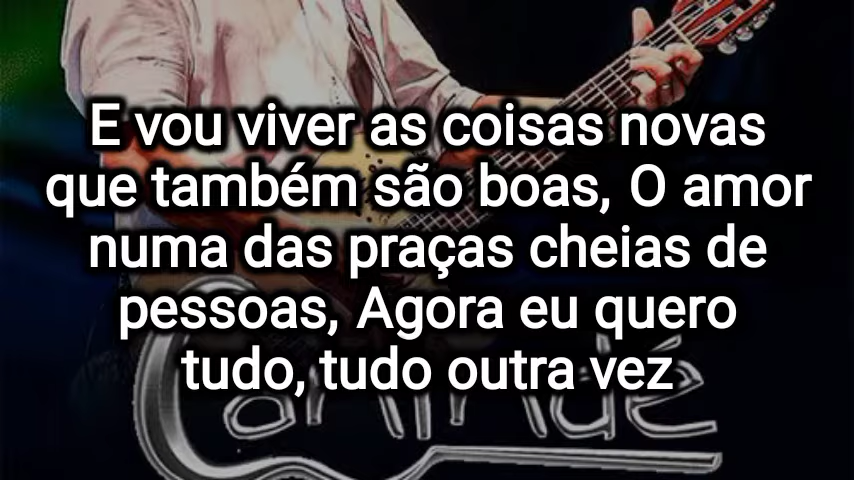 E vou viver as coisas novas
que também são boas, O amor
numa das praças cheias de
pessoas, Agora eu quero
tudo, tudo outra vez